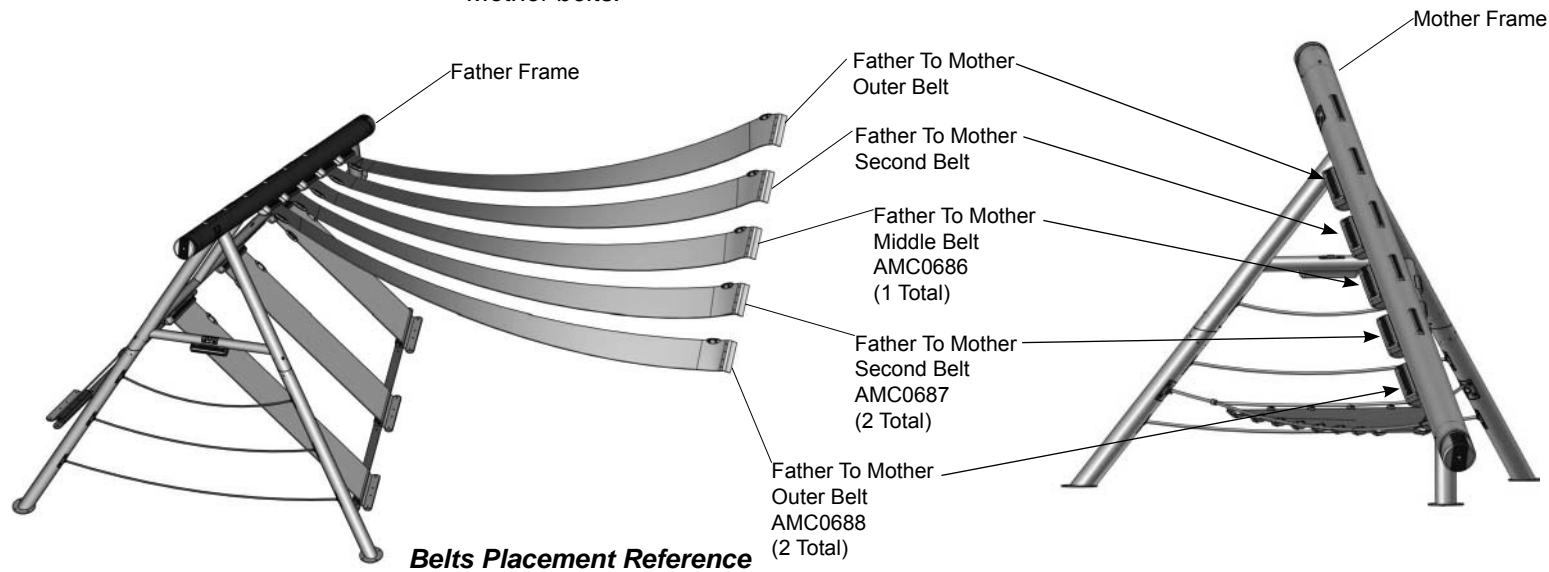 Mother belts.
Mother Frame
Father Frame
Father To Mother
Outer Belt
Father To Mother
Second Belt
Father To Mother
Middle Belt
AMC0686
(1 Total)
Father To Mother
Second Belt
AMC0687
(2 Total)
Father To Mother
Outer Belt
AMC0688
(2 Total)
Belts Placement Reference